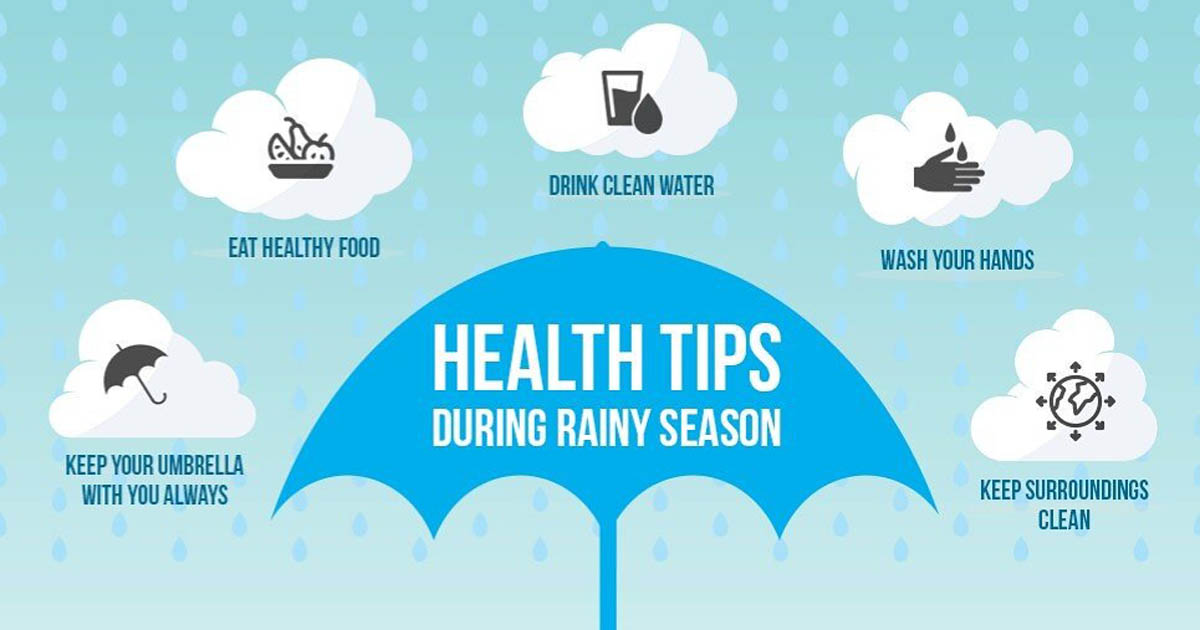 HEALTH TIPS
DURING RAINY SEASON
KEEP YOUR UMBRELLA
WITH YOU ALWAYS
EAT HEALTHY FOOD
DRINK CLEAN WATER
WASH YOUR HANDS
KEEP SURROUNDINGS
CLEAN